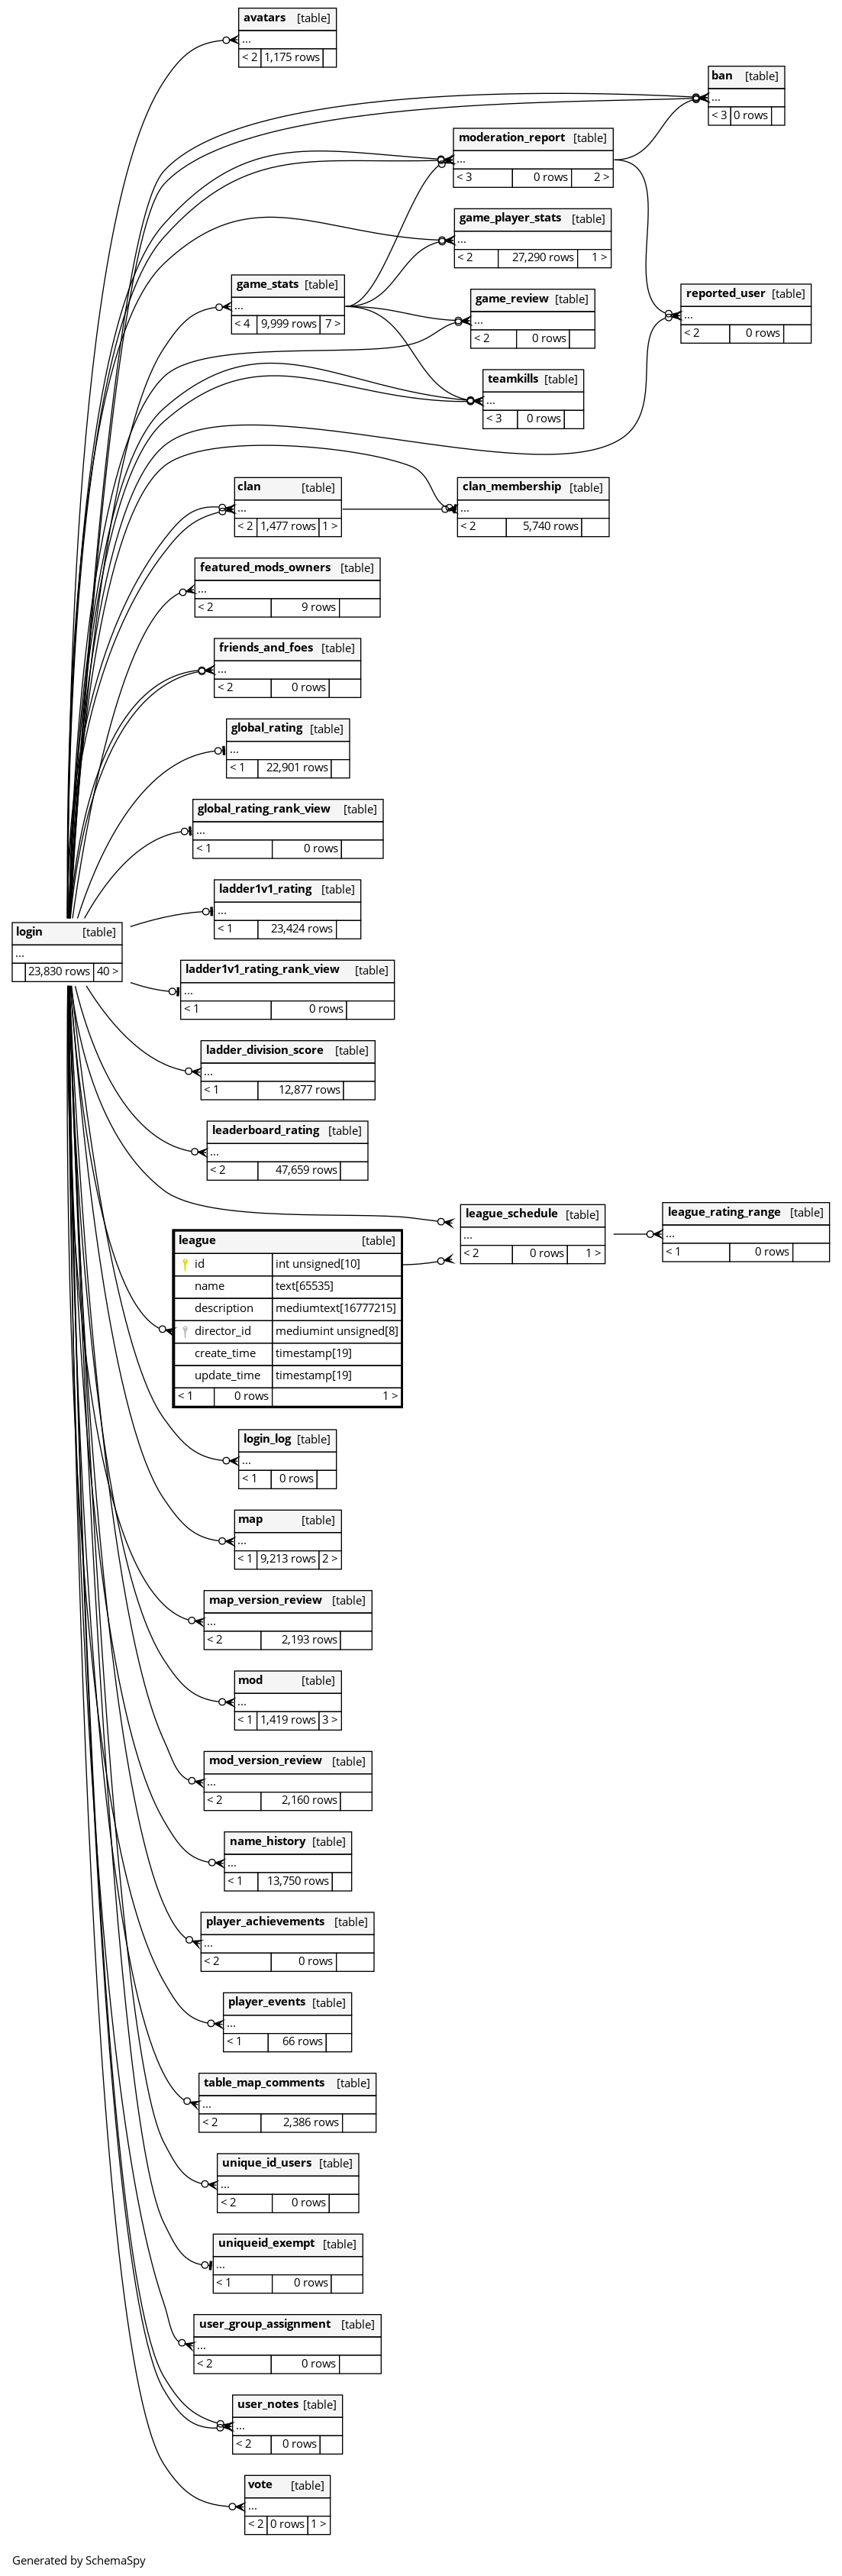 avatars [table]
...
< 2 1,175 rows
ban [table]
...
< 3 0 rows
moderation_report [table]
...
< 3 0 rows 2 >
game_player_stats [table]
...
< 2 27,290 rows 1 >
game_stats [table]
...
< 4 9,999 rows 7 >
game_review [table]
...
< 2 0 rows
reported_user [table]
...
< 2 0 rows
teamkills [table]
...
< 3 0 rows
clan [table]
...
< 2 1,477 rows 1 >
clan_membership [table]
...
< 2 5,740 rows
featured_mods_owners [table]
...
< 2 9 rows
friends_and_foes [table]
...
< 2 0 rows
global_rating [table]
...
< 1 22,901 rows
global_rating_rank_view [table]
...
< 1 0 rows
ladder1v1_rating [table]
...
< 1 23,424 rows
login [table]
...
23,830 rows 40 >
ladder1v1_rating_rank_view [table]
...
< 1 0 rows
ladder_division_score [table]
...
< 1 12,877 rows
leaderboard_rating [table]
...
< 2 47,659 rows
league_schedule [table]
...
< 2 0 rows 1 >
league_rating_range [table]
...
< 1 0 rows
league [table]
id int unsigned[10]
name text[65535]
description mediumtext[16777215]
director_id mediumint unsigned[8]
create_time timestamp[19]
update_time timestamp[19]
< 1 0 rows 1 >
login_log [table]
...
< 1 0 rows
map [table]
...
< 1 9,213 rows 2 >
map_version_review [table]
...
< 2 2,193 rows
mod [table]
...
< 1 1,419 rows 3 >
mod_version_review [table]
...
< 2 2,160 rows
name_history [table]
...
< 1 13,750 rows
player_achievements [table]
...
< 2 0 rows
player_events [table]
...
< 1 66 rows
table_map_comments [table]
...
< 2 2,386 rows
unique_id_users [table]
...
< 2 0 rows
uniqueid_exempt [table]
...
< 1 0 rows
user_group_assignment [table]
...
< 2 0 rows
user_notes [table]
...
< 2 0 rows
vote [table]
...
< 2 0 rows 1 >
Generated by SchemaSpy